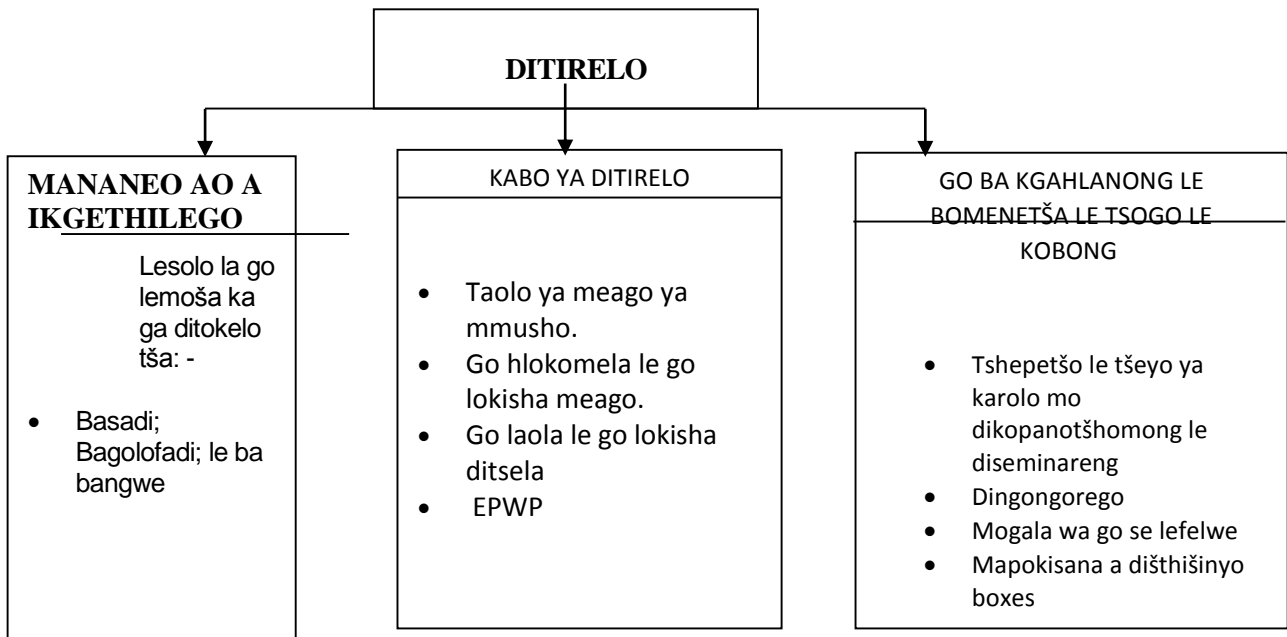 DITIRELO
MANANEO AO A
IKGETHILEGO
Lesolo la go
lemoša ka
ga ditokelo
tša: -
• Basadi;
Bagolofadi; le ba
bangwe
KABO YA DITIRELO
• Taolo ya meago ya
mmusho.
• Go hlokomela le go
lokisha meago.
• Go laola le go lokisha
ditsela
• EPWP
GO BA KGAHLANONG LE
BOMENETŠA LE TSOGO LE
KOBONG
• Tshepetšo le tšeyo ya
karolo mo
dikopanotšhomong le
diseminareng
• Dingongorego
• Mogala wa go se lefelwe
• Mapokisana a dišthišinyo
boxes